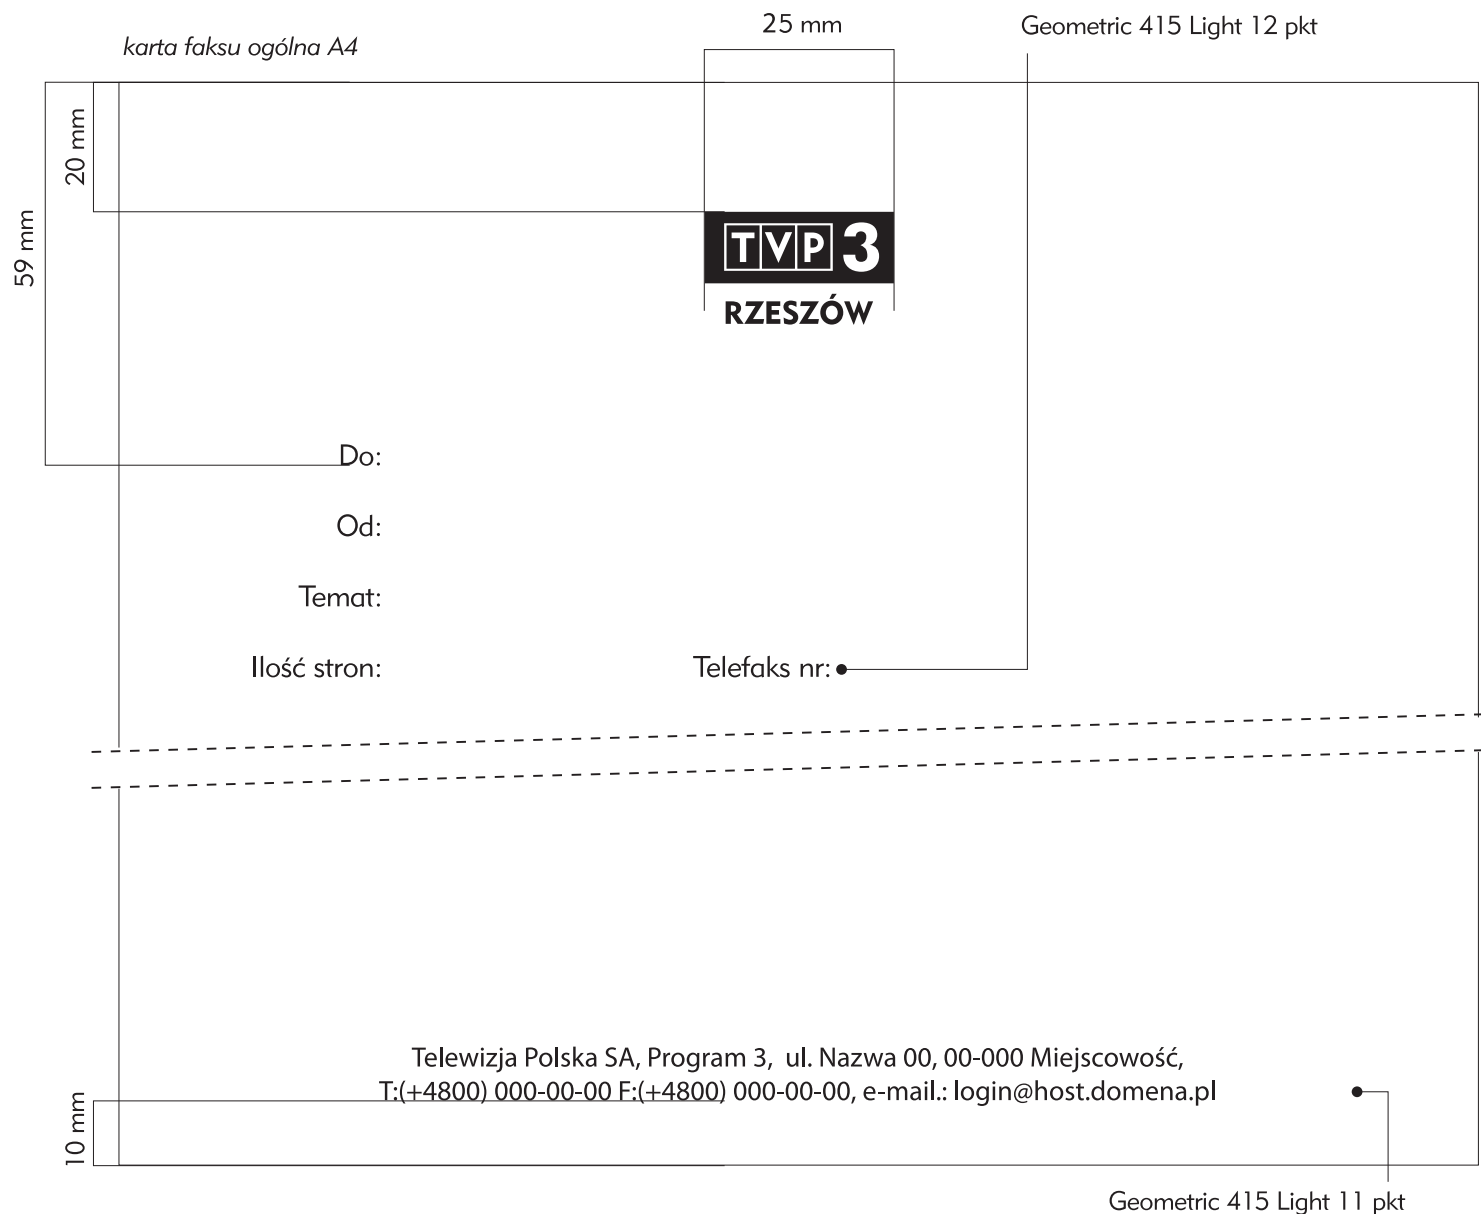 karta faksu ogólna A4
25 mm
Geometric 415 Light 12 pkt
20 mm
59 mm
TVP 3
RZESZÓW
Do:
Od:
Temat:
Ilość stron:
Telefaks nr:
Telewizja Polska SA, Program 3, ul. Nazwa 00, 00-000 Miejscowość,
T:(+4800) 000-00-00 F:(+4800) 000-00-00, e-mail.: login@host.domena.pl
10 mm
Geometric 415 Light 11 pkt